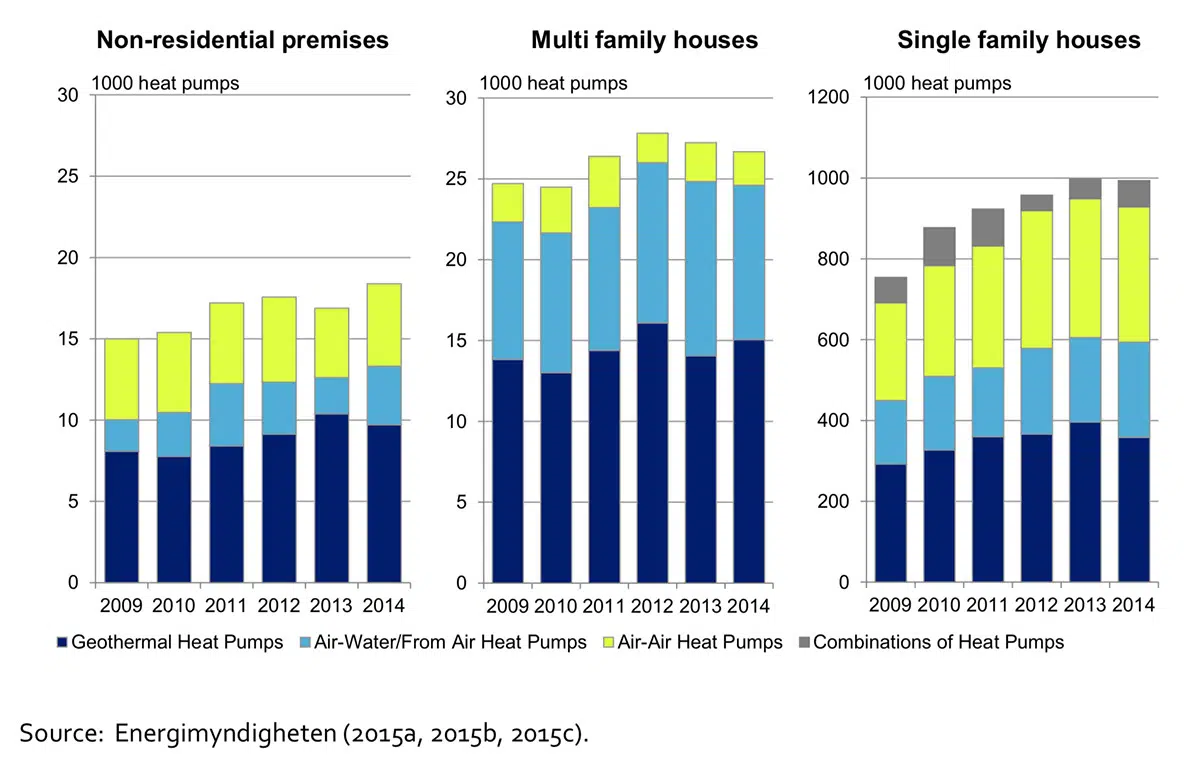 Non-residential premises
1000 heat pumps
30
25
20
15
10
5
0
2009 2010 2011 2012 2013 2014
Multi family houses
1000 heat pumps
30
25
20
15
10
5
0
2009 2010 2011 2012 2013 2014
Single family houses
1000 heat pumps
1200
1000
800
600
400
200
0
2009 2010 2011 2012 2013 2014
Geothermal Heat Pumps Air-Water/From Air Heat Pumps Air-Air Heat Pumps Combinations of Heat Pumps
Source: Energimyndigheten (2015a, 2015b, 2015c).